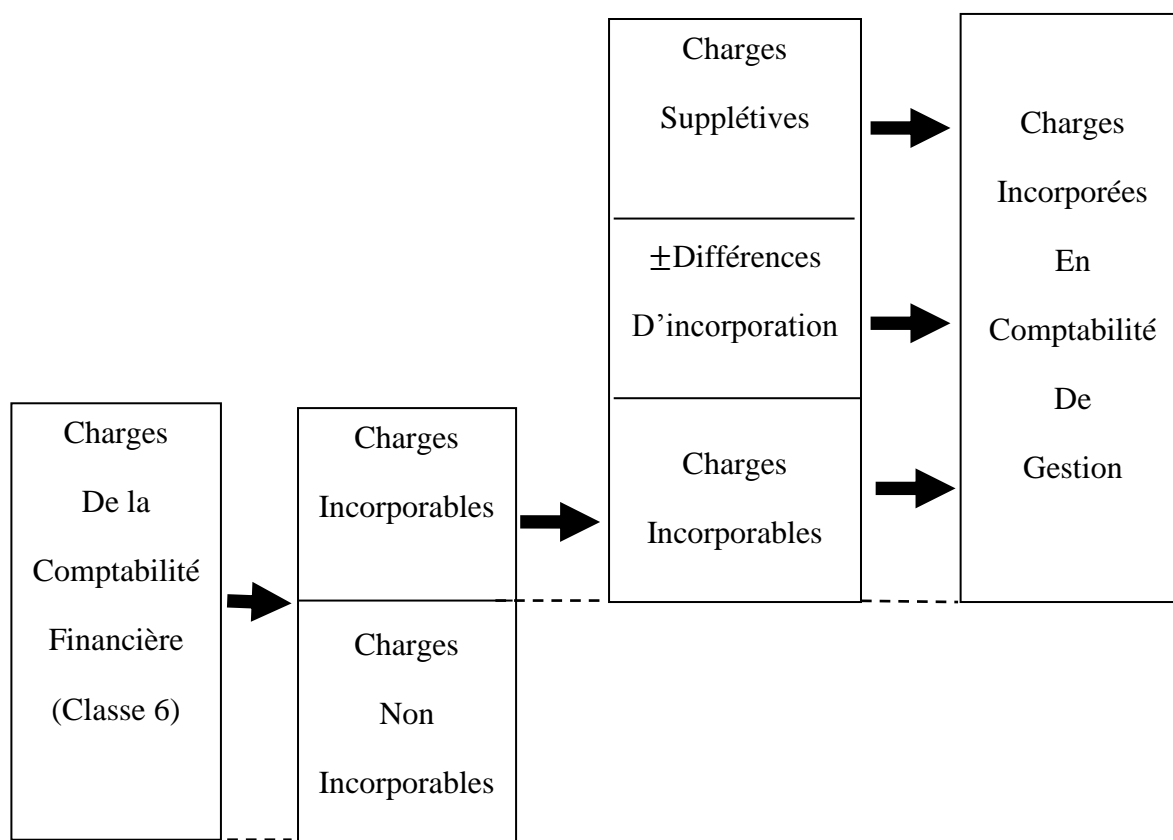 Charges
De la
Comptabilité
Financière
(Classe 6)
Charges
Incorporables
Charges
Non
Incorporables
Charges
Supplétives
±Différences
D’incorporation
Charges
Incorporables
Charges
Incorporées
En
Comptabilité
De
Gestion